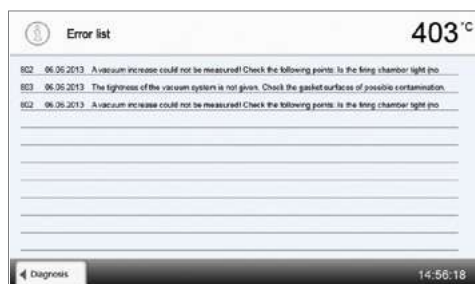 Error list
403 °C
802 06.06.2013 A vacuum increase could not be measured! Check the following points: Is the firing chamber tight (no
803 06.06.2013 The tightness of the vacuum system is not given. Check the gasket surfaces of possible contamination.
802 06.06.2013 A vacuum increase could not be measured! Check the following points: Is the firing chamber tight (no
Diagnosis
14:56:18